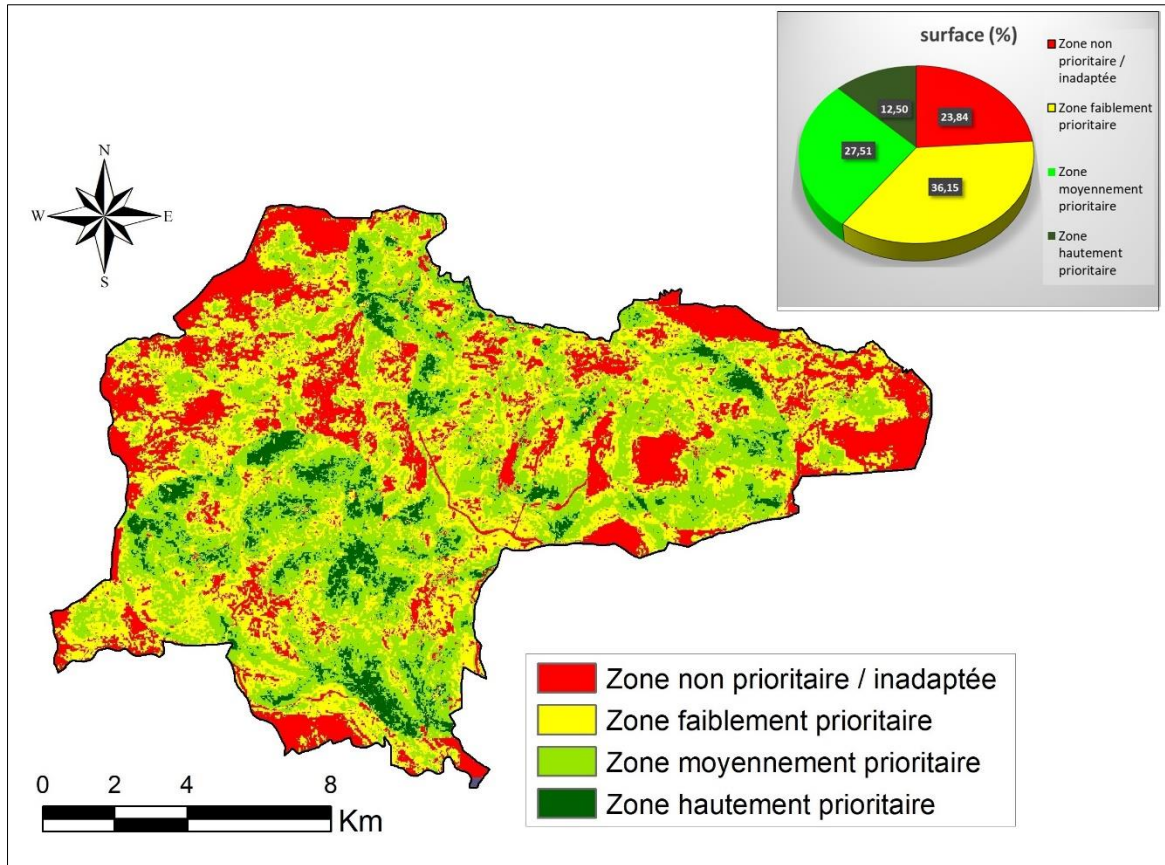 surface (%)
Zone non
prioritaire /
inadaptée
Zone faiblement
prioritaire
Zone
moyennement
prioritaire
Zone
hautement
prioritaire
12,50
23,84
27,51
36,15
N
W
E
S
Zone non prioritaire / inadaptée
Zone faiblement prioritaire
Zone moyennement prioritaire
Zone hautement prioritaire
0 2 4 8
Km